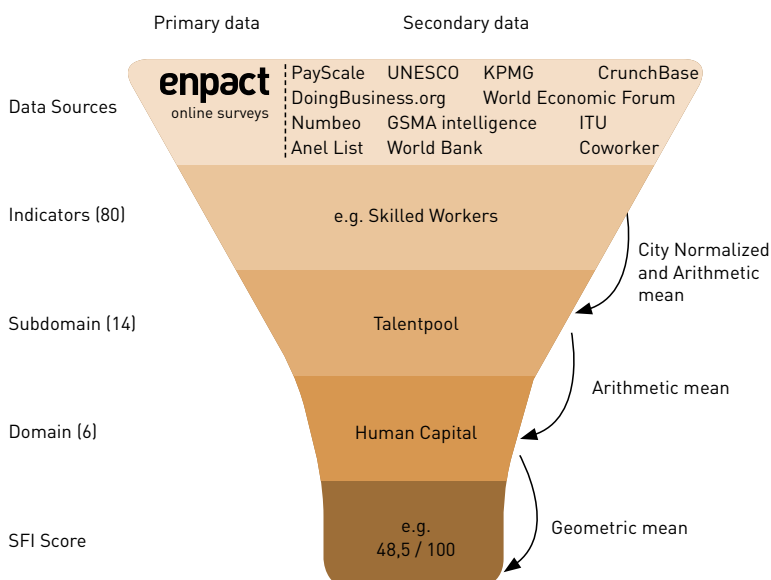 Primary data
Secondary data
Data Sources
enpact
online surveys
PayScale UNESCO KPMG CrunchBase
DoingBusiness.org World Economic Forum
Numbeo GSMA intelligence ITU
Anel List World Bank Coworker
Indicators (80)
e.g. Skilled Workers
City Normalized
and Arithmetic
mean
Subdomain (14)
Talentpool
Arithmetic mean
Domain (6)
Human Capital
Geometric mean
SFI Score
e.g.
48,5 / 100